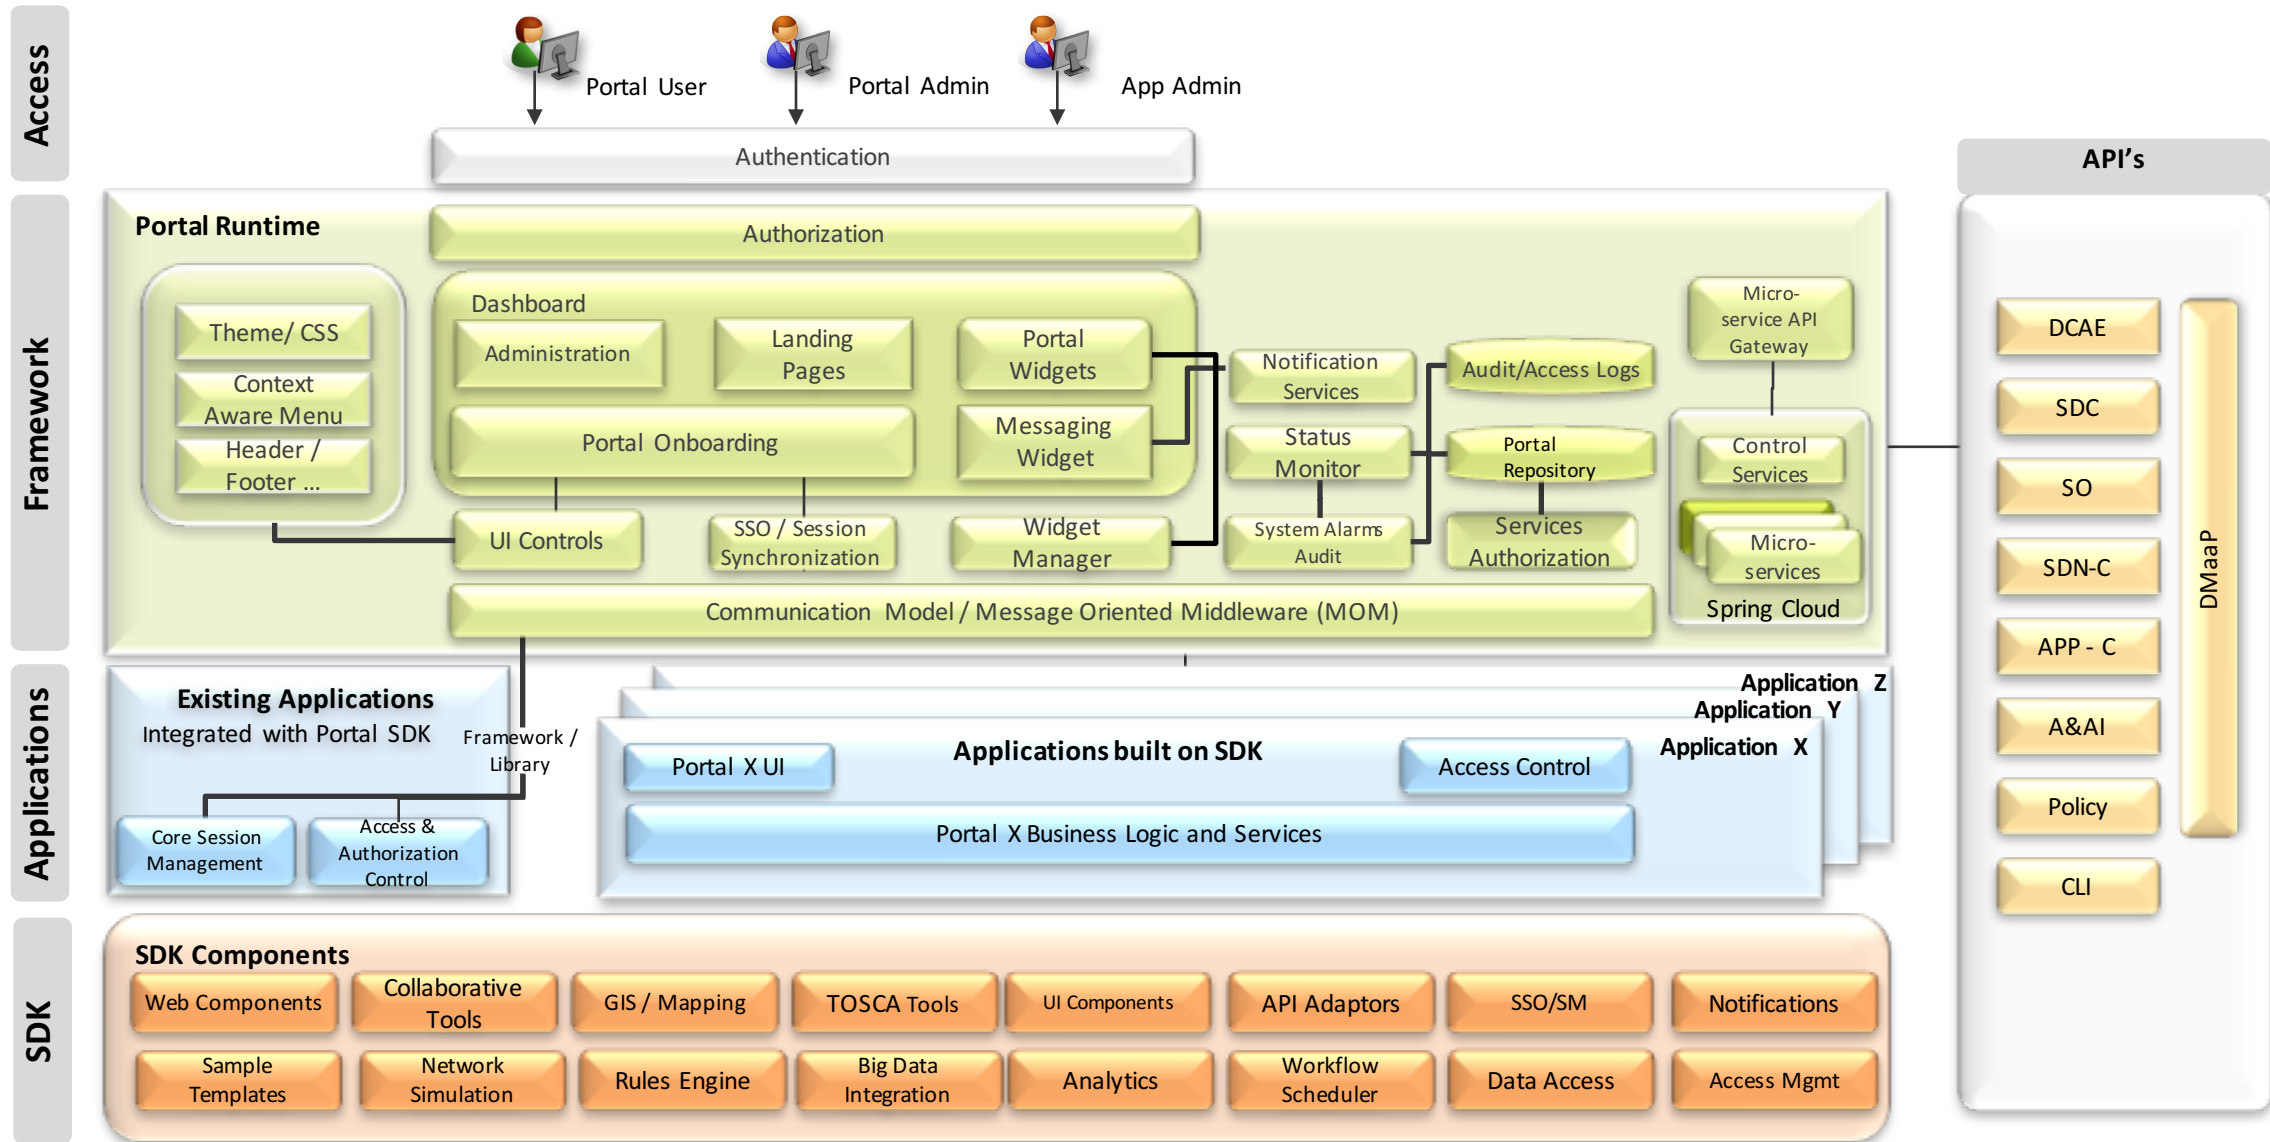 Access
Portal User
Portal Admin
App Admin
Authentication
API's
Framework
Portal Runtime
Authorization
Theme/ CSS
Context
Aware Menu
Header /
Footer ...
Dashboard
Administration
Landing
Pages
Portal
Widgets
Portal Onboarding
Messaging
Widget
UI Controls
SSO / Session
Synchronization
Widget
Manager
Notification
Services
Status
Monitor
System Alarms
Audit
Audit/Access Logs
Portal
Repository
Services
Authorization
Micro-
service API
Gateway
Control
Services
Micro-
services
Spring Cloud
Communication Model / Message Oriented Middleware (MOM)
DCAE
SDC
SO
SDN-C
APP - C
A&AI
Policy
CLI
DMaaP
Applications
Existing Applications
Integrated with Portal SDK
Framework /
Library
Core Session
Management
Access &
Authorization
Control
Application Z
Application Y
Application X
Applications built on SDK
Portal X UI
Access Control
Portal X Business Logic and Services
SDK
SDK Components
Web Components
Collaborative
Tools
GIS / Mapping
TOSCA Tools
UI Components
API Adaptors
SSO/SM
Notifications
Sample
Templates
Network
Simulation
Rules Engine
Big Data
Integration
Analytics
Workflow
Scheduler
Data Access
Access Mgmt